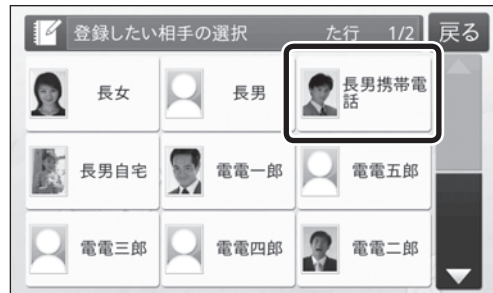 登録したい相手の選択 た行 1/2 戻る
長女 長男 長男携帯電
話
長男自宅 電電一郎 電電五郎
電電三郎 電電四郎 電電二郎